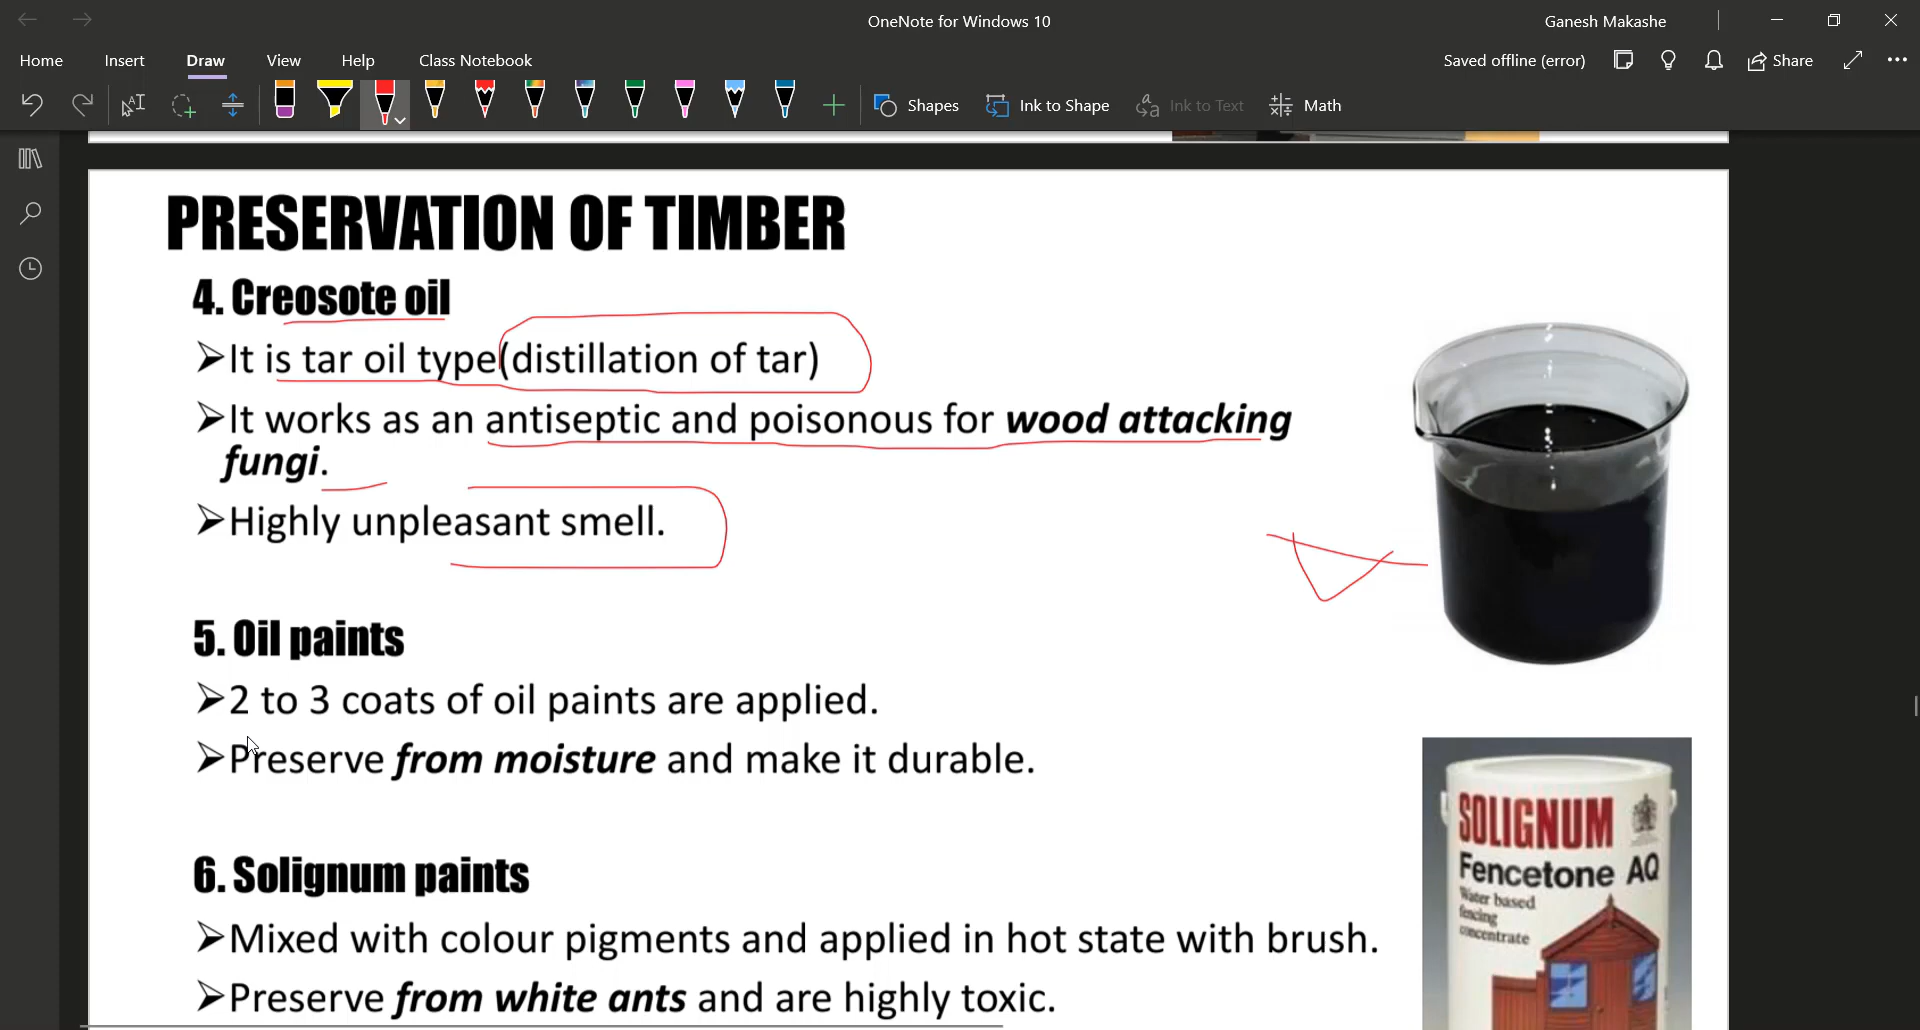 OneNote for Windows 10
Ganesh Makashe
Home Insert Draw View Help Class Notebook
Saved offline (error) Share
Shapes Ink to Shape Ink to Text Math
PRESERVATION OF TIMBER
4. Creosote oil
➢It is tar oil type(distillation of tar)
➢It works as an antiseptic and poisonous for wood attacking
fungi.
➢Highly unpleasant smell.
5. Oil paints
➢2 to 3 coats of oil paints are applied.
➢Preserve from moisture and make it durable.
6. Solignum paints
➢Mixed with colour pigments and applied in hot state with brush.
➢Preserve from white ants and are highly toxic.
SOLIGNUM
Fencetone AQ
Water based
fencing
concentrate